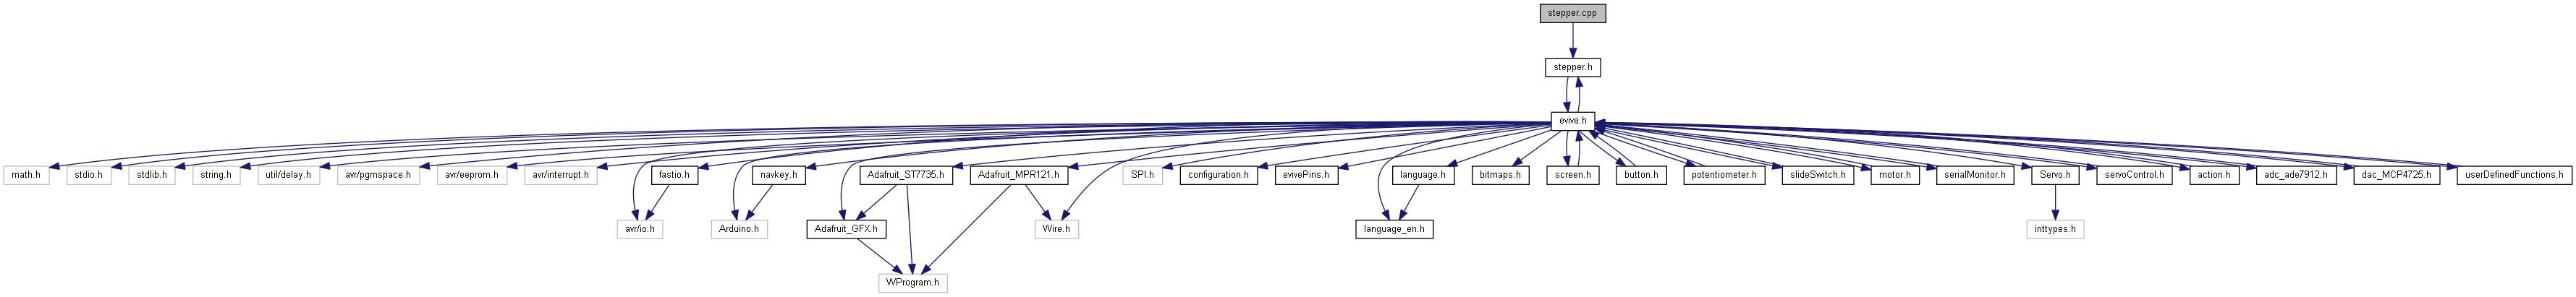 stepper.cpp
stepper.h
evive.h
math.h
stdio.h
stdlib.h
string.h
util/delay.h
avr/pgmspace.h
avr/eeprom.h
avr/interrupt.h
fastio.h
navkey.h
Adafruit_ST7735.h
Adafruit_MPR121.h
SPI.h
configuration.h
evivePins.h
language.h
bitmaps.h
screen.h
button.h
potentiometer.h
slideSwitch.h
motor.h
serialMonitor.h
Servo.h
servoControl.h
action.h
adc_ade7912.h
dac_MCP4725.h
userDefinedFunctions.h
avr/io.h
Arduino.h
Adafruit_GFX.h
Wire.h
language_en.h
inttypes.h
WProgram.h